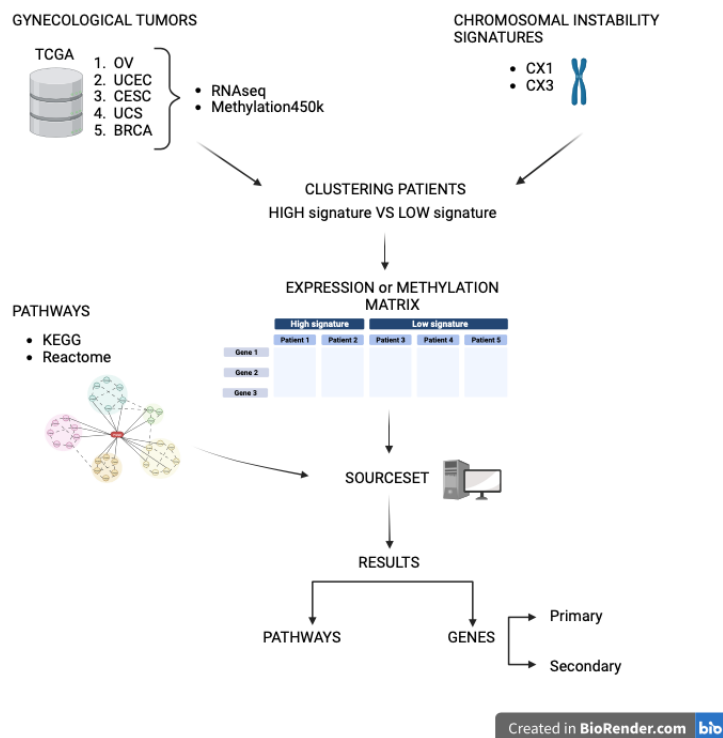 GYNECOLOGICAL TUMORS
TCGA
1. OV
2. UCEC
3. CESC
4. UCS
5. BRCA
• RNAseq
• Methylation450k
CHROMOSOMAL INSTABILITY
SIGNATURES
• CX1
• CX3
CLUSTERING PATIENTS
HIGH signature VS LOW signature
EXPRESSION or METHYLATION
MATRIX
High signature Low signature
Patient 1 Patient 2 Patient 3 Patient 4 Patient 5
Gene 1
Gene 2
Gene 3
PATHWAYS
• KEGG
• Reactome
SOURCESET
RESULTS
PATHWAYS
GENES
Primary
Secondary
Created in BioRender.com bio